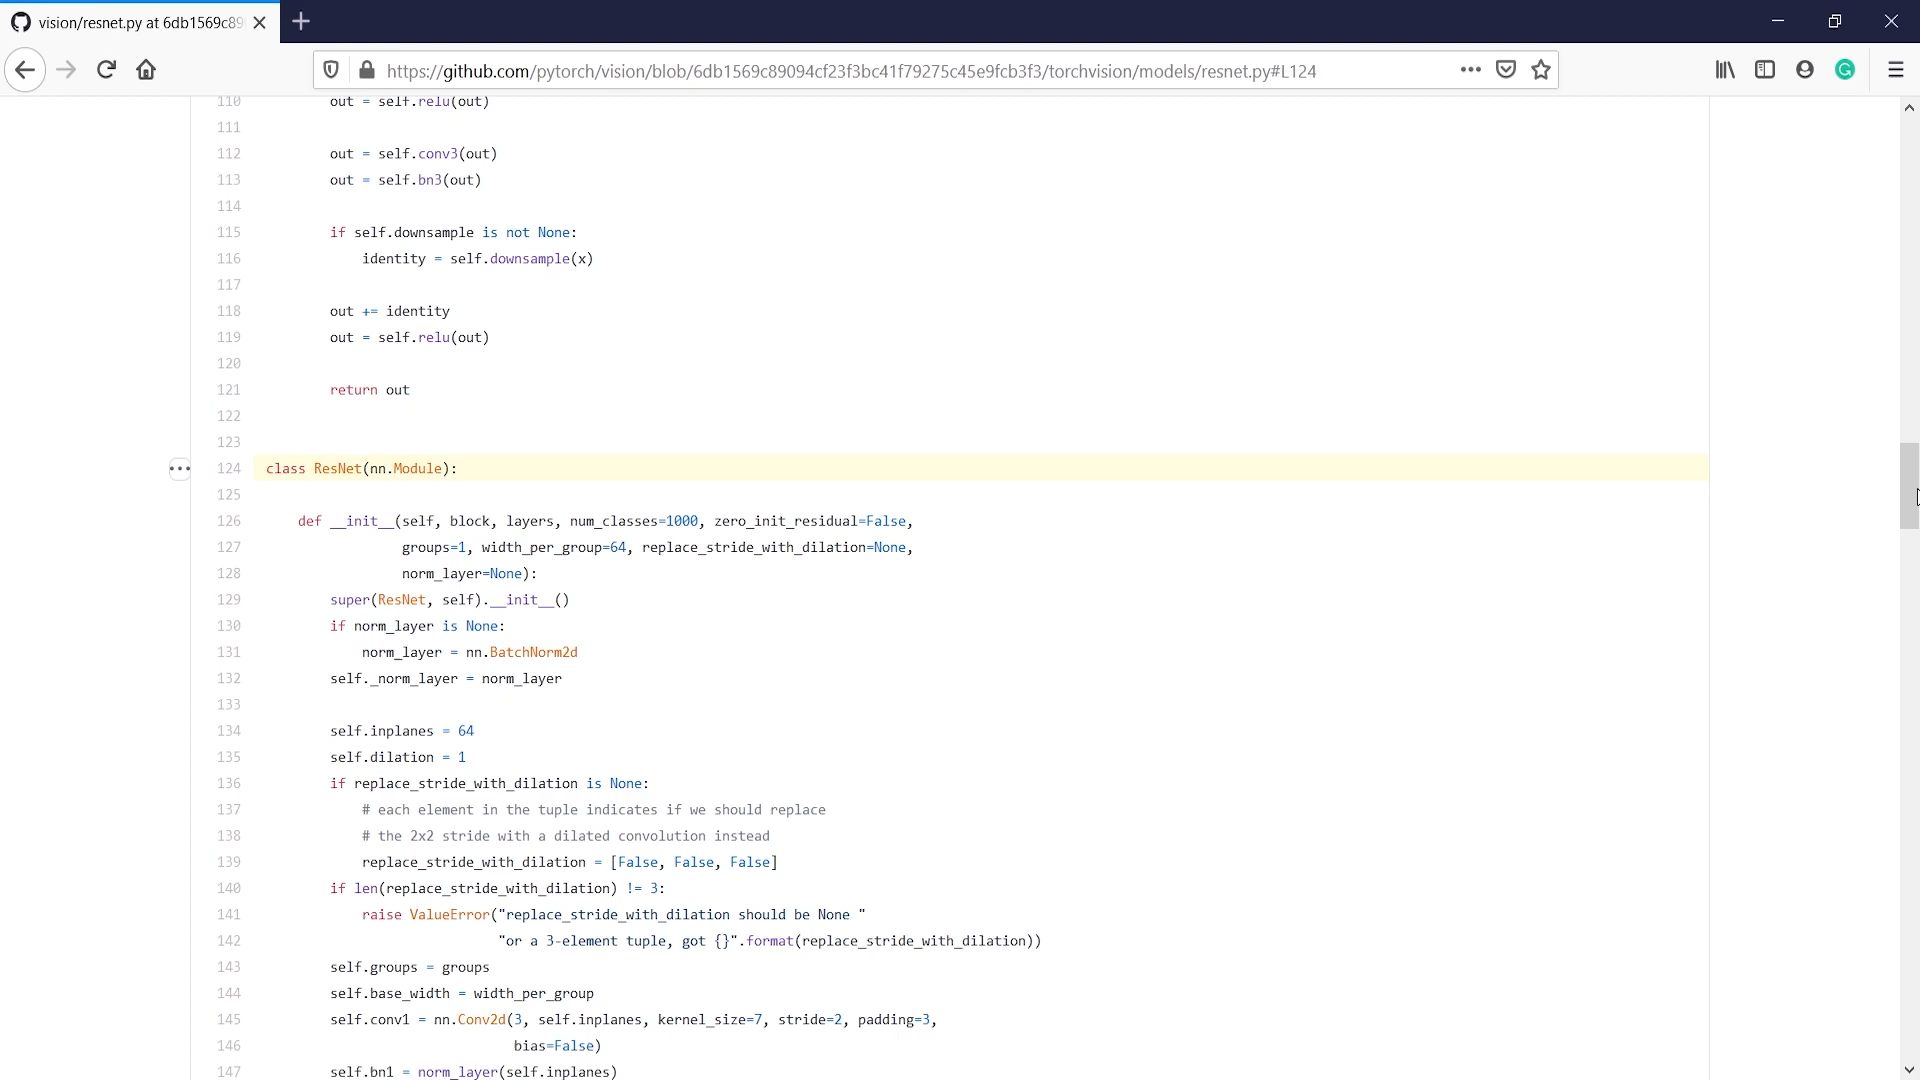 vision/resnet.py at 6db1569c89
https://github.com/pytorch/vision/blob/6db1569c89094cf23f3bc41f79275c45e9fcb3f3/torchvision/models/resnet.py#L124
110 out = self.relu(out)
111
112 out = self.conv3(out)
113 out = self.bn3(out)
114
115 if self.downsample is not None:
116 identity = self.downsample(x)
117
118 out += identity
119 out = self.relu(out)
120
121 return out
122
123
124 class ResNet(nn.Module):
125
126 def __init__(self, block, layers, num_classes=1000, zero_init_residual=False,
127 groups=1, width_per_group=64, replace_stride_with_dilation=None,
128 norm_layer=None):
129 super(ResNet, self).__init__()
130 if norm_layer is None:
131 norm_layer = nn.BatchNorm2d
132 self._norm_layer = norm_layer
133
134 self.inplanes = 64
135 self.dilation = 1
136 if replace_stride_with_dilation is None:
137 # each element in the tuple indicates if we should replace
138 # the 2x2 stride with a dilated convolution instead
139 replace_stride_with_dilation = [False, False, False]
140 if len(replace_stride_with_dilation) != 3:
141 raise ValueError("replace_stride_with_dilation should be None "
142 "or a 3-element tuple, got {}".format(replace_stride_with_dilation))
143 self.groups = groups
144 self.base_width = width_per_group
145 self.conv1 = nn.Conv2d(3, self.inplanes, kernel_size=7, stride=2, padding=3,
146 bias=False)
147 self.bn1 = norm_layer(self.inplanes)